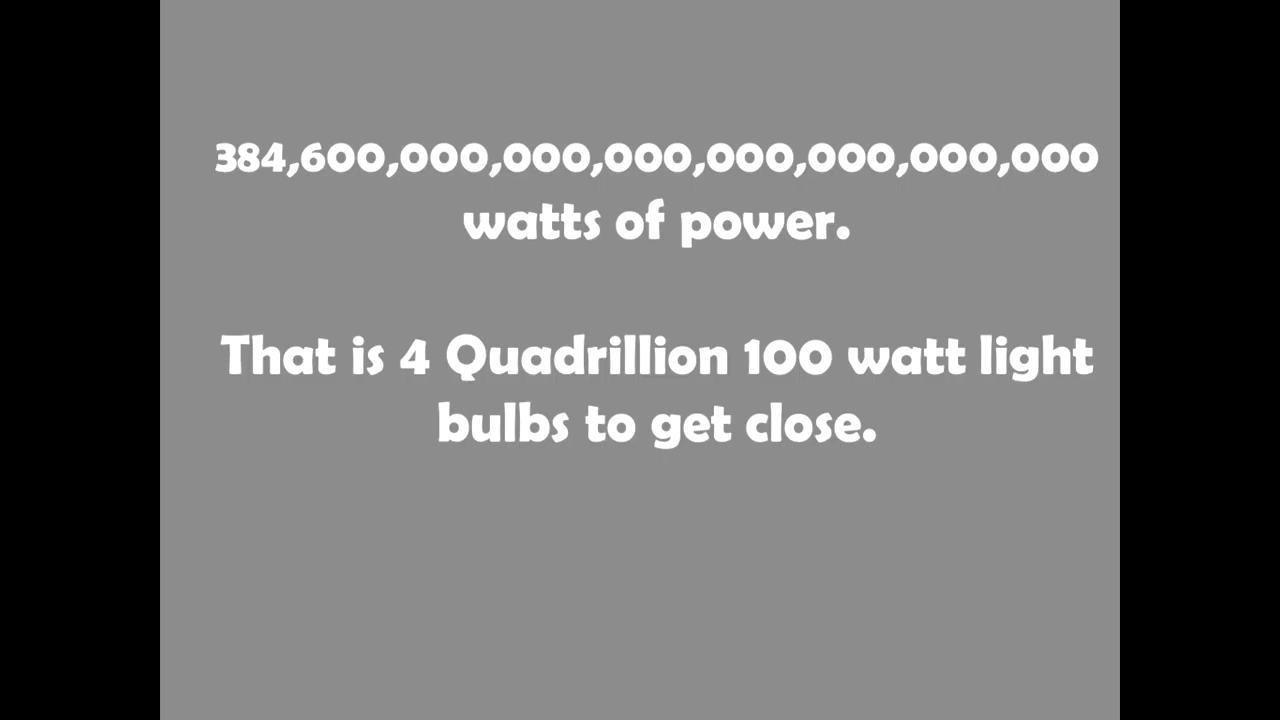 384,600,000,000,000,000,000,000,000
watts of power.
That is 4 Quadrillion 100 watt light
bulbs to get close.